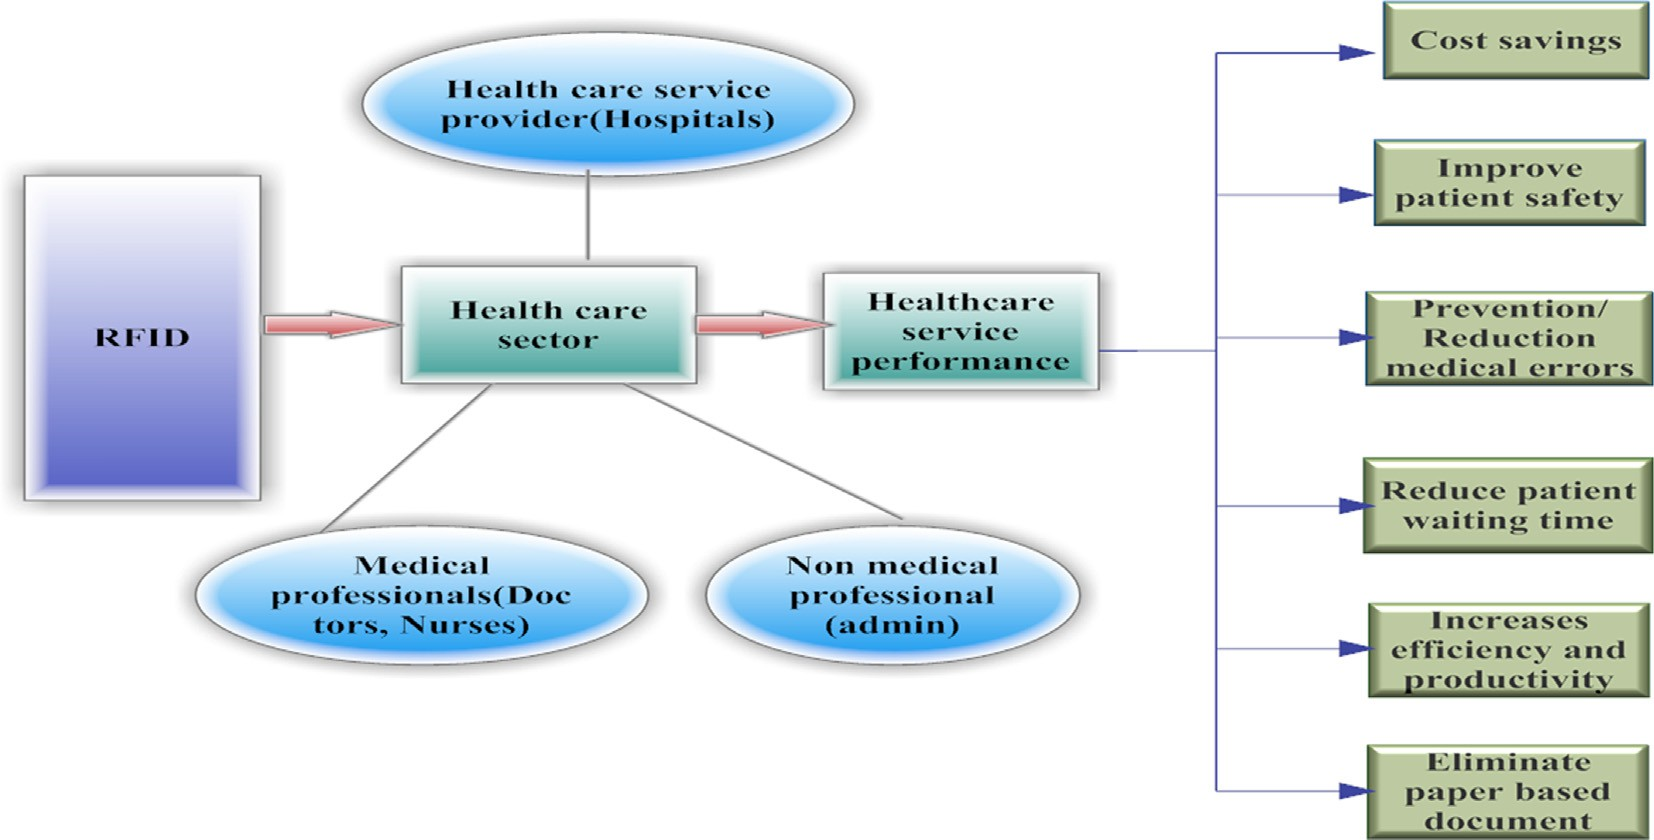 Health care service
provider(Hospitals)
RFID
Health care
sector
Healthcare
service
performance
Medical
professionals(Doc
tors, Nurses)
Non medical
professional
(admin)
Cost savings
Improve
patient safety
Prevention/
Reduction
medical errors
Reduce patient
waiting time
Increases
efficiency and
productivity
Eliminate
paper based
document